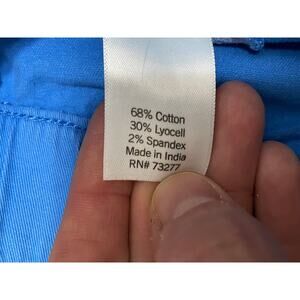 68% Cotton
30% Lyocell
2% Spandex
Made in India
RN# 73277